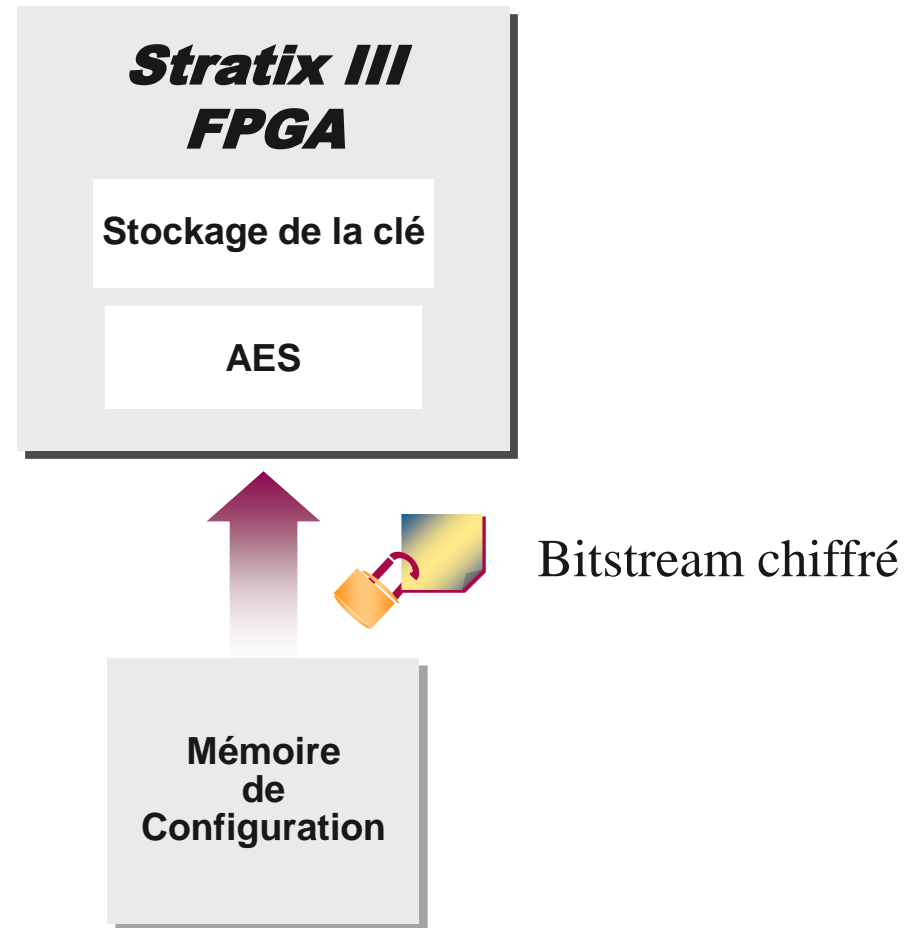 Stratix III
FPGA
Stockage de la clé
AES
Bitstream chiffré
Mémoire
de
Configuration